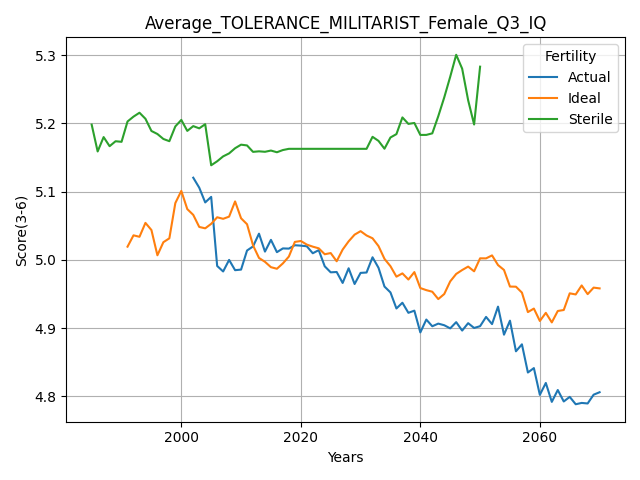 Average_TOLERANCE_MILITARIST_Female_Q3_IQ
Fertility
Actual
Ideal
Sterile
Score(3-6)
5.3
5.2
5.1
5.0
4.9
4.8
2000
2020
2040
2060
Years